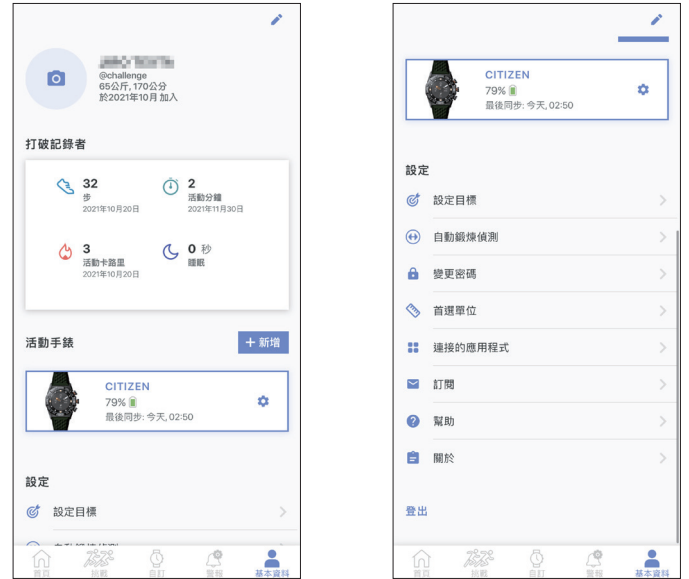 @challenge
65公斤, 170公分
於2021年10月 加入
打破記錄者
32
步
2021年10月20日
2
活動分鐘
2021年11月30日
3
活動卡路里
2021年10月20日
0 秒
睡眠
活動手錶
+ 新增
CITIZEN
79%
最後同步: 今天, 02:50
設定
設定目標
首頁
挑戰
自訂
警報
基本資料
CITIZEN
79%
最後同步: 今天, 02:50
設定
設定目標
自動鍛煉偵測
變更密碼
首選單位
連接的應用程式
訂閱
幫助
關於
登出
首頁
挑戰
自訂
警報
基本資料